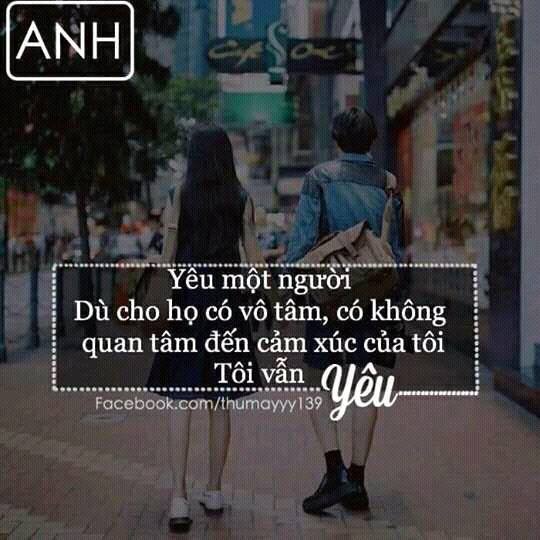 ANH
Yêu một người
Dù cho họ có vô tâm, có không
quan tâm đến cảm xúc của tôi
Tôi vẫn Yêu
Facebook.com/thumayyy139